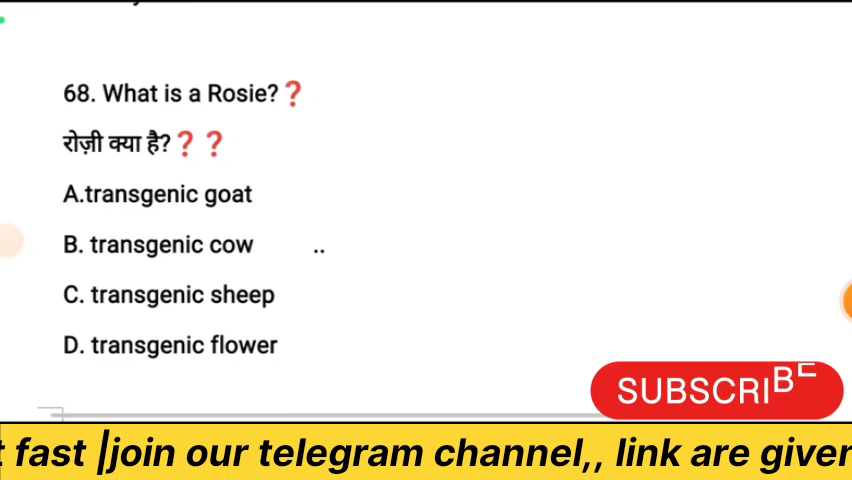 68. What is a Rosie?❓
रोज़ी क्या है?❓❓
A.transgenic goat
B. transgenic cow ..
C. transgenic sheep
D. transgenic flower
SUBSCRIBE
fast |join our telegram channel,, link are given